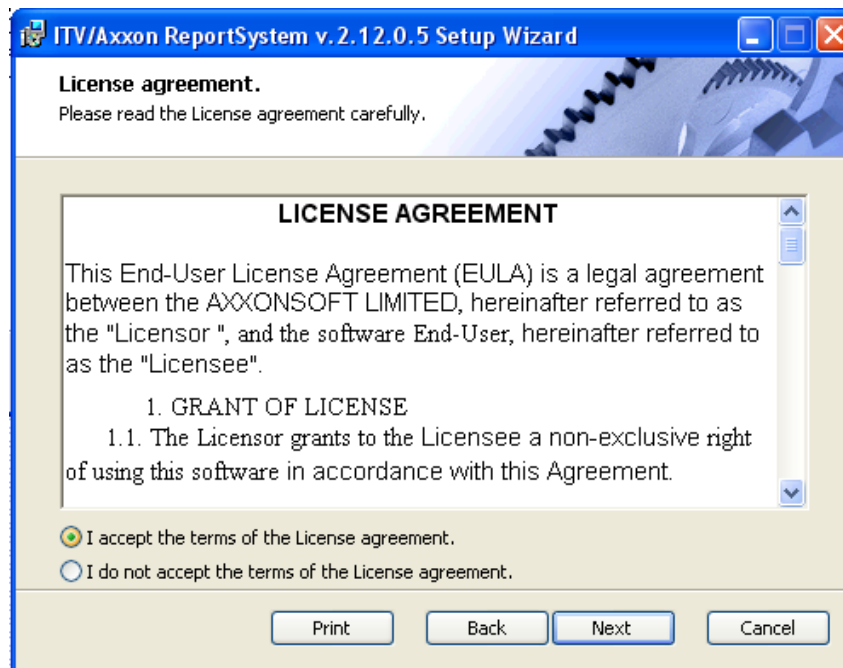 ITV/Axxon ReportSystem v.2.12.0.5 Setup Wizard
License agreement.
Please read the License agreement carefully.
LICENSE AGREEMENT
This End-User License Agreement (EULA) is a legal agreement
between the AXXONSOFT LIMITED, hereinafter referred to as
the "Licensor ", and the software End-User, hereinafter referred to
as the "Licensee".
1. GRANT OF LICENSE
1.1. The Licensor grants to the Licensee a non-exclusive right
of using this software in accordance with this Agreement.
I accept the terms of the License agreement.
I do not accept the terms of the License agreement.
Print Back Next Cancel